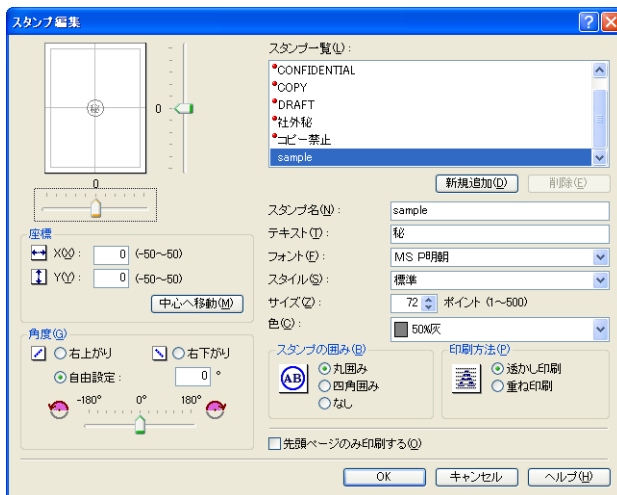 スタンプ編集
スタンプ一覧(L):
CONFIDENTIAL
COPY
DRAFT
社外秘
コピー禁止
sample
秘
0
0
新規追加(D)
削除(E)
スタンプ名(N):
sample
テキスト(T):
秘
フォント(F):
MS P明朝
スタイル(S):
標準
サイズ(Z):
72
ポイント (1～500)
色(C):
50%灰
座標
X(X):
0
(-50～50)
Y(Y):
0
(-50～50)
中心へ移動(M)
角度(G)
右上がり
右下がり
自由設定:
0 °
-180° 0° 180°
スタンプの囲み(B)
AB
丸囲み
四角囲み
なし
印刷方法(P)
透かし印刷
重ね印刷
先頭ページのみ印刷する(O)
OK
キャンセル
ヘルプ(H)